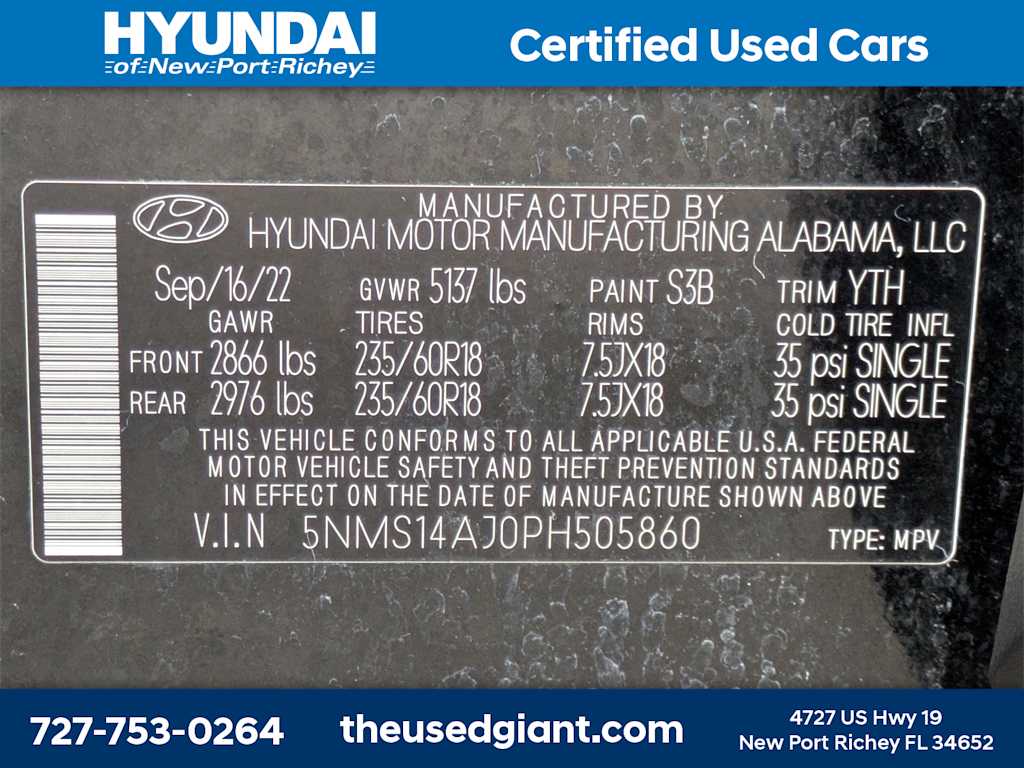 HYUNDAI
of New Port Richey
Certified Used Cars
MANUFACTURED BY
HYUNDAI MOTOR MANUFACTURING ALABAMA, LLC
Sep/16/22 GVWR 5137 lbs PAINT S3B TRIM YTH
GAWR TIRES RIMS COLD TIRE INFL
FRONT 2866 lbs 235/60R18 7.5JX18 35 psi SINGLE
REAR 2976 lbs 235/60R18 7.5JX18 35 psi SINGLE
THIS VEHICLE CONFORMS TO ALL APPLICABLE U.S.A. FEDERAL
MOTOR VEHICLE SAFETY AND THEFT PREVENTION STANDARDS
IN EFFECT ON THE DATE OF MANUFACTURE SHOWN ABOVE
V.I.N 5NMS14AJ0PH505860 TYPE: MPV
727-753-0264
theusedgiant.com
4727 US Hwy 19
New Port Richey FL 34652